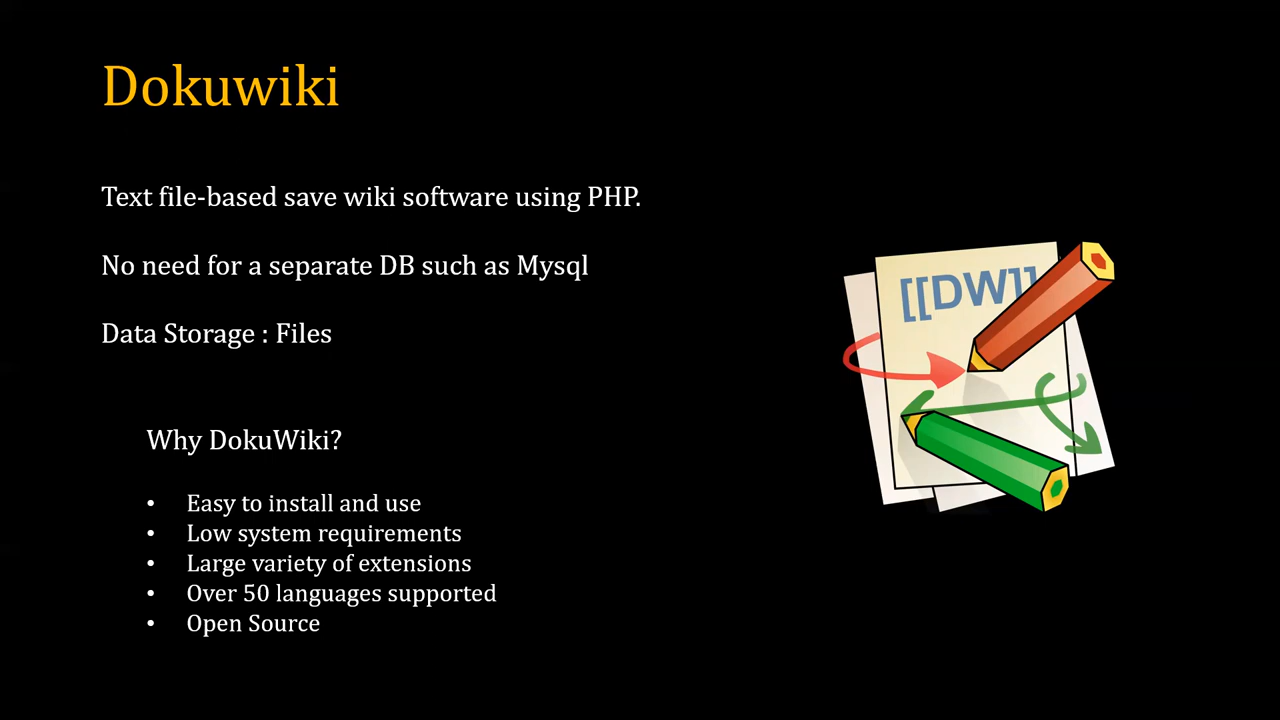 Dokuwiki
Text file-based save wiki software using PHP.
No need for a separate DB such as Mysql
Data Storage : Files
[[DW]]
Why DokuWiki?
• Easy to install and use
• Low system requirements
• Large variety of extensions
• Over 50 languages supported
• Open Source